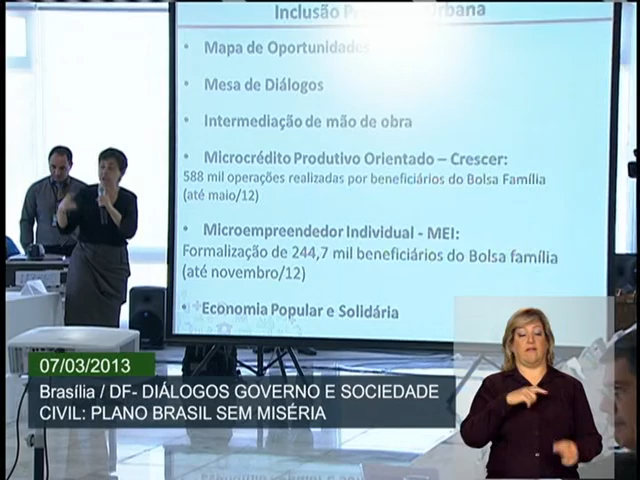 Inclusão Urbana
• Mapa de Oportunidades
• Mesa de Diálogos
• Intermediação de mão de obra
• Microcrédito Produtivo Orientado – Crescer:
588 mil operações realizadas por beneficiários do Bolsa Família
(até maio/12)
• Microempreendedor Individual - MEI:
Formalização de 244,7 mil beneficiários do Bolsa família
(até novembro/12)
• Economia Popular e Solidária
07/03/2013
Brasília / DF- DIÁLOGOS GOVERNO E SOCIEDADE
CIVIL: PLANO BRASIL SEM MISÉRIA